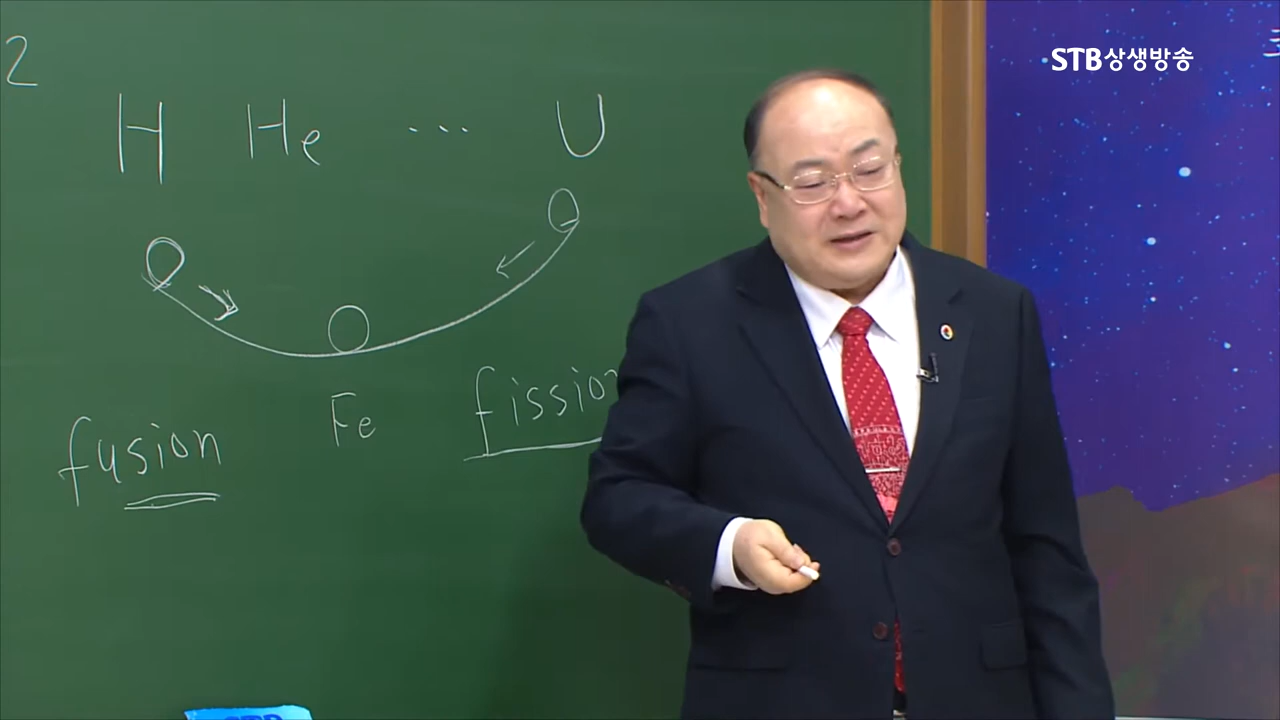 STB상생방송
2
H He ... U
Fe
fission
fusion